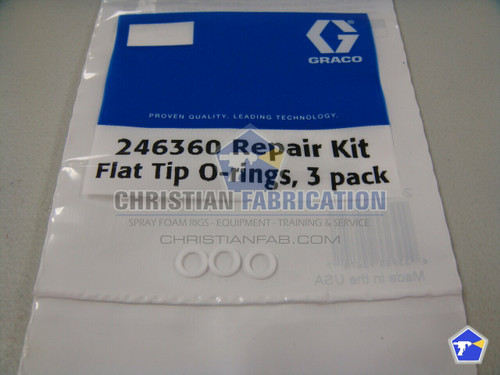 GRACO
PROVEN QUALITY. LEADING TECHNOLOGY.
246360 Repair Kit
Flat Tip O-rings, 3 pack
CHRISTIAN FABRICATION
SPRAY FOAM RIGS - EQUIPMENT - TRAINING & SERVICE
CHRISTIANFAB.COM
Made in the USA